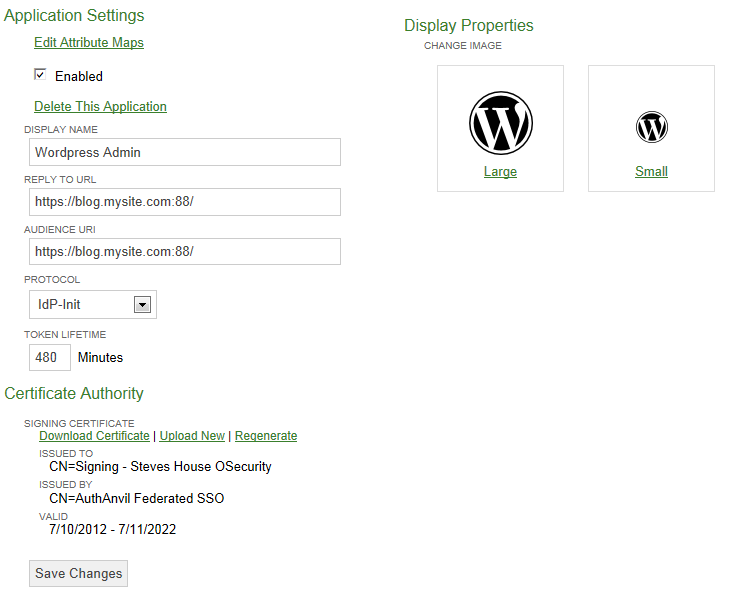 Application Settings
Edit Attribute Maps
Enabled
Delete This Application
DISPLAY NAME
Wordpress Admin
REPLY TO URL
https://blog.mysite.com:88/
AUDIENCE URI
https://blog.mysite.com:88/
PROTOCOL
IdP-Init
TOKEN LIFETIME
480 Minutes
Certificate Authority
SIGNING CERTIFICATE
Download Certificate | Upload New | Regenerate
ISSUED TO
CN=Signing - Steves House OSecurity
ISSUED BY
CN=AuthAnvil Federated SSO
VALID
7/10/2012 - 7/11/2022
Save Changes
Display Properties
CHANGE IMAGE
W
Large
W
Small